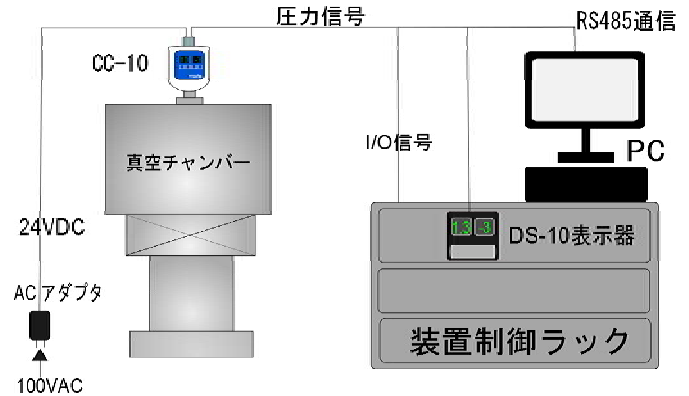 圧力信号
RS485通信
CC-10
真空チャンバー
I/O信号
PC
24VDC
1.3 -3
DS-10表示器
ACアダプタ
装置制御ラック
100VAC